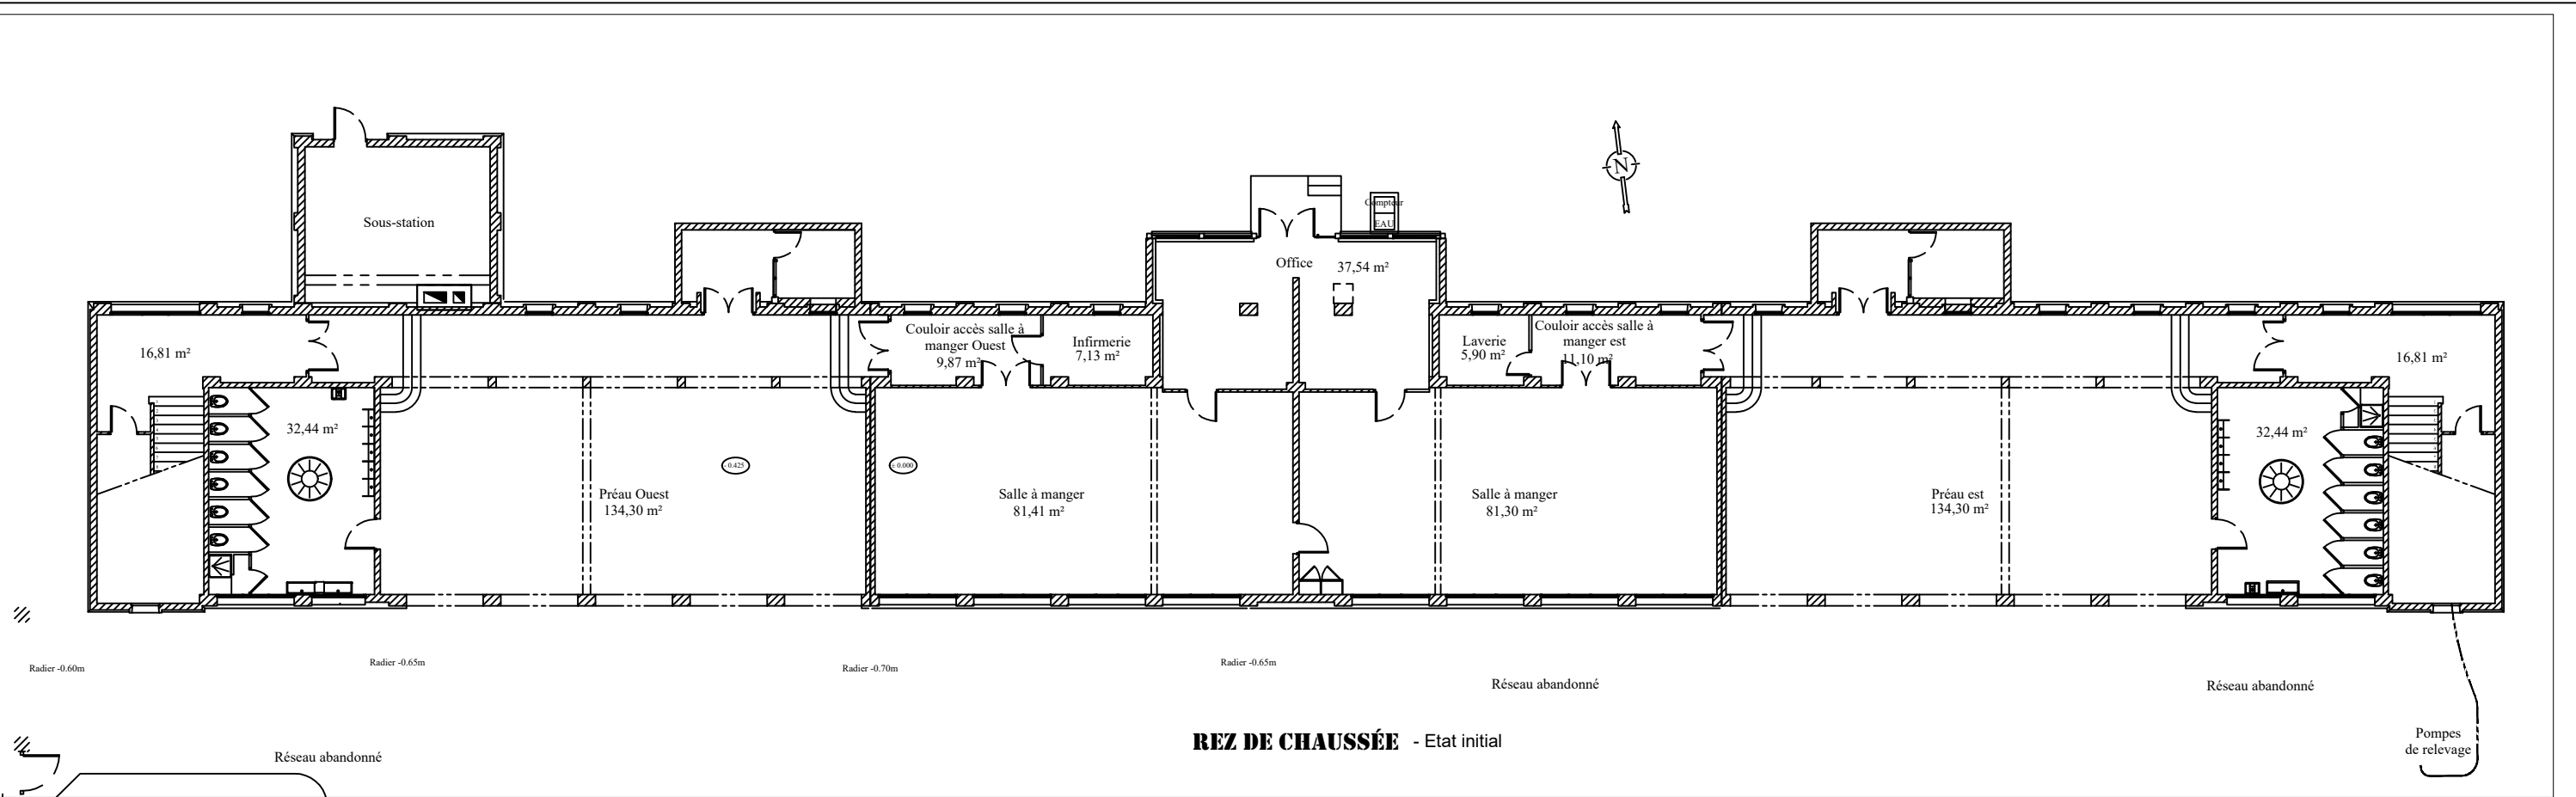 Sous-station
N
Compteur
EAU
Office
37,54 m²
16,81 m²
Couloir accès salle à
manger Ouest
9,87 m²
Infirmerie
7,13 m²
Laverie
5,90 m²
Couloir accès salle à
manger est
11,10 m²
16,81 m²
32,44 m²
32,44 m²
- 0.425
± 0.000
Préau Ouest
134,30 m²
Salle à manger
81,41 m²
Salle à manger
81,30 m²
Préau est
134,30 m²
Radier -0.60m
Radier -0.65m
Radier -0.70m
Radier -0.65m
Réseau abandonné
Réseau abandonné
REZ DE CHAUSSÉE - Etat initial
Pompes
de relevage
Réseau abandonné